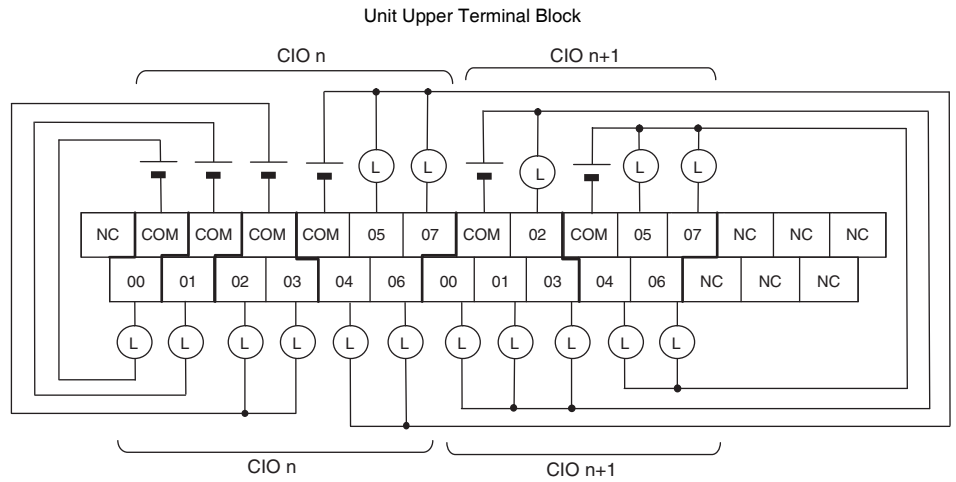 Unit Upper Terminal Block
CIO n
CIO n+1
L L L L L
NC COM COM COM COM 05 07 COM 02 COM 05 07 NC NC NC
00 01 02 03 04 06 00 01 03 04 06 NC NC NC
L L L L L L L L L L L
CIO n
CIO n+1